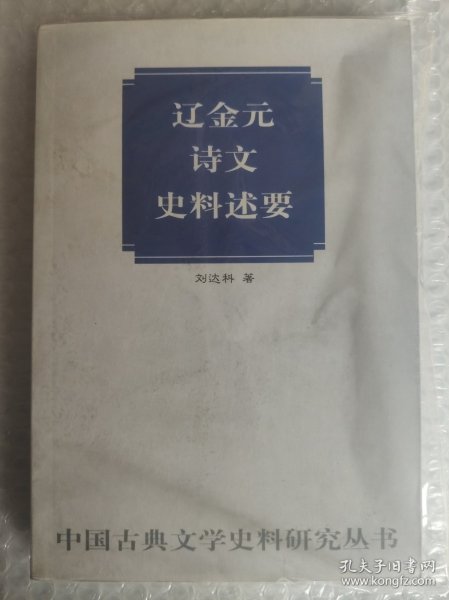 辽金元
诗文
史料述要
刘达科 著
中国古典文学史料研究丛书
孔夫子旧书网
www.kongfz.com